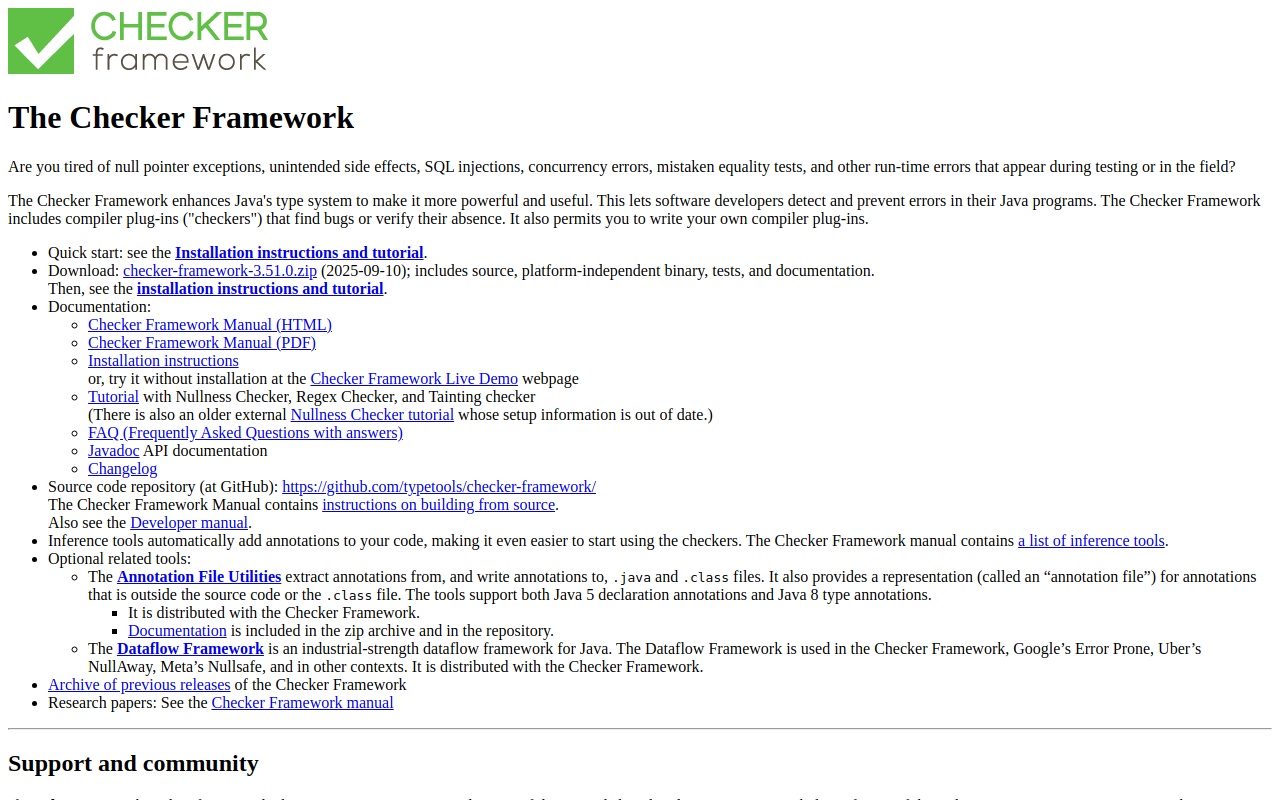 CHECKER
framework
The Checker Framework
Are you tired of null pointer exceptions, unintended side effects, SQL injections, concurrency errors, mistaken equality tests, and other run-time errors that appear during testing or in the field?
The Checker Framework enhances Java's type system to make it more powerful and useful. This lets software developers detect and prevent errors in their Java programs. The Checker Framework
includes compiler plug-ins ("checkers") that find bugs or verify their absence. It also permits you to write your own compiler plug-ins.
Quick start: see the Installation instructions and tutorial.
Download: checker-framework-3.51.0.zip (2025-09-10); includes source, platform-independent binary, tests, and documentation.
Then, see the installation instructions and tutorial.
Documentation:
Checker Framework Manual (HTML)
Checker Framework Manual (PDF)
Installation instructions
or, try it without installation at the Checker Framework Live Demo webpage
Tutorial with Nullness Checker, Regex Checker, and Tainting checker
(There is also an older external Nullness Checker tutorial whose setup information is out of date.)
FAQ (Frequently Asked Questions with answers)
Javadoc API documentation
Changelog
Source code repository (at GitHub): https://github.com/typetools/checker-framework/
The Checker Framework Manual contains instructions on building from source.
Also see the Developer manual.
Inference tools automatically add annotations to your code, making it even easier to start using the checkers. The Checker Framework manual contains a list of inference tools.
Optional related tools:
The Annotation File Utilities extract annotations from, and write annotations to, .java and .class files. It also provides a representation (called an “annotation file”) for annotations
that is outside the source code or the .class file. The tools support both Java 5 declaration annotations and Java 8 type annotations.
It is distributed with the Checker Framework.
Documentation is included in the zip archive and in the repository.
The Dataflow Framework is an industrial-strength dataflow framework for Java. The Dataflow Framework is used in the Checker Framework, Google’s Error Prone, Uber’s
NullAway, Meta’s Nullsafe, and in other contexts. It is distributed with the Checker Framework.
Archive of previous releases of the Checker Framework
Research papers: See the Checker Framework manual
Support and community